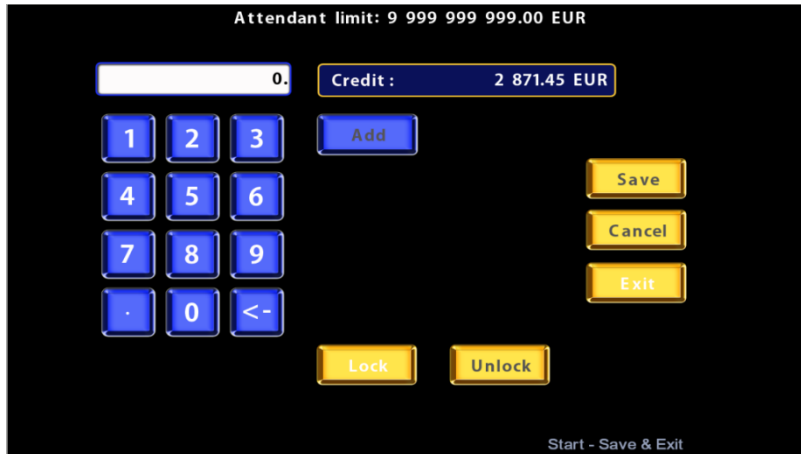 Attendant limit: 9 999 999 999.00 EUR
0.
Credit : 2 871.45 EUR
1 2 3
Add
4 5 6
Save
7 8 9
Cancel
Exit
. 0 <-
Lock Unlock
Start - Save & Exit